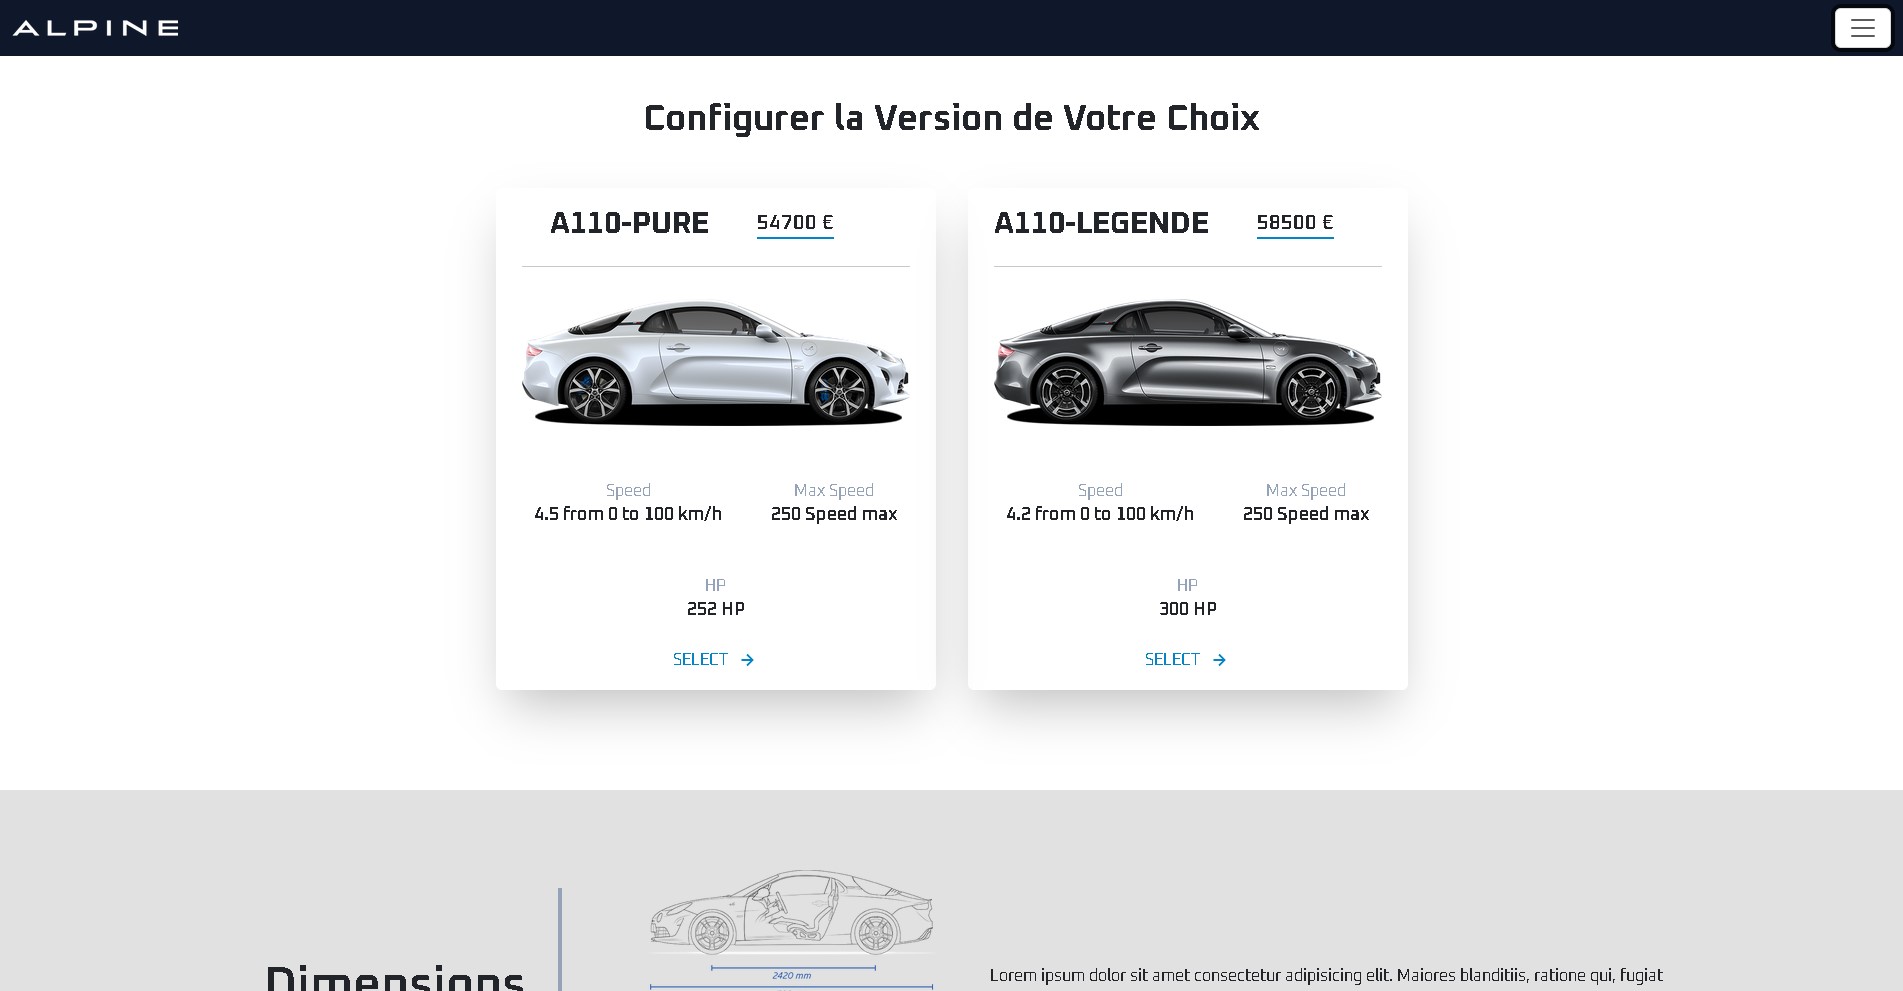 ALPINE
Configurer la Version de Votre Choix
A110-PURE 54700 €
Speed Max Speed
4.5 from 0 to 100 km/h 250 Speed max
HP
252 HP
SELECT →
A110-LEGENDE 58500 €
Speed Max Speed
4.2 from 0 to 100 km/h 250 Speed max
HP
300 HP
SELECT →
Dimensions
2420 mm
Lorem ipsum dolor sit amet consectetur adipisicing elit. Maiores blanditiis, ratione qui, fugiat